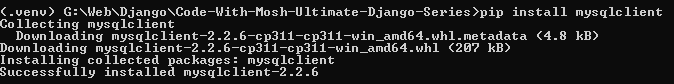 (.venv) G:\Web\Django\Code-With-Mosh-Ultimate-Django-Series>pip install mysqlclient
Collecting mysqlclient
  Downloading mysqlclient-2.2.6-cp311-cp311-win_amd64.whl.metadata (4.8 kB)
Downloading mysqlclient-2.2.6-cp311-cp311-win_amd64.whl (207 kB)
Installing collected packages: mysqlclient
Successfully installed mysqlclient-2.2.6